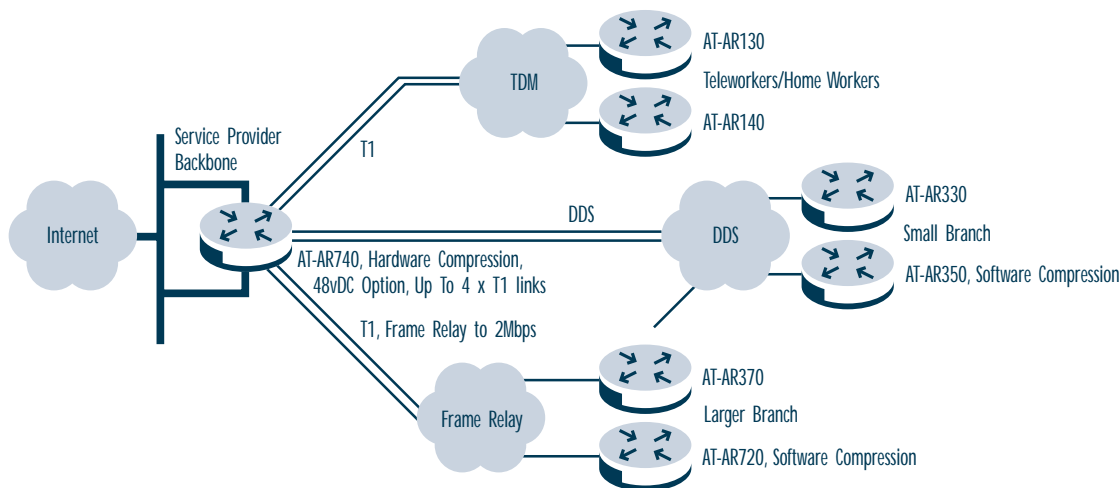 AT-AR130
Teleworkers/Home Workers
TDM
AT-AR140
T1
Service Provider
Backbone
Internet
DDS
DDS
AT-AR330
Small Branch
AT-AR350, Software Compression
AT-AR740, Hardware Compression,
48vDC Option, Up To 4 x T1 links
T1, Frame Relay to 2Mbps
AT-AR370
Larger Branch
Frame Relay
AT-AR720, Software Compression